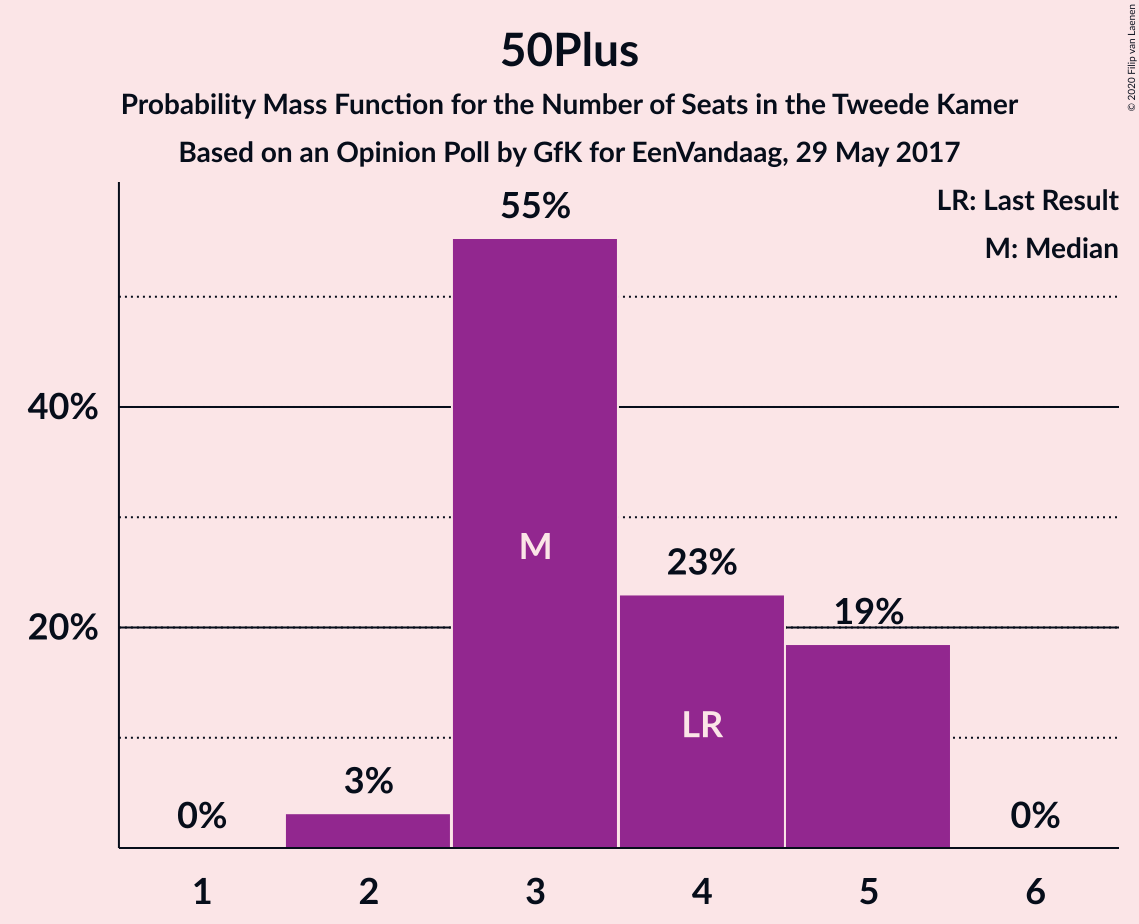 50Plus
Probability Mass Function for the Number of Seats in the Tweede Kamer
Based on an Opinion Poll by GfK for EenVandaag, 29 May 2017
© 2020 Filip van Laenen
LR: Last Result
M: Median
55%
40%
M
23%
19%
20%
LR
3%
0%
0%
1 2 3 4 5 6